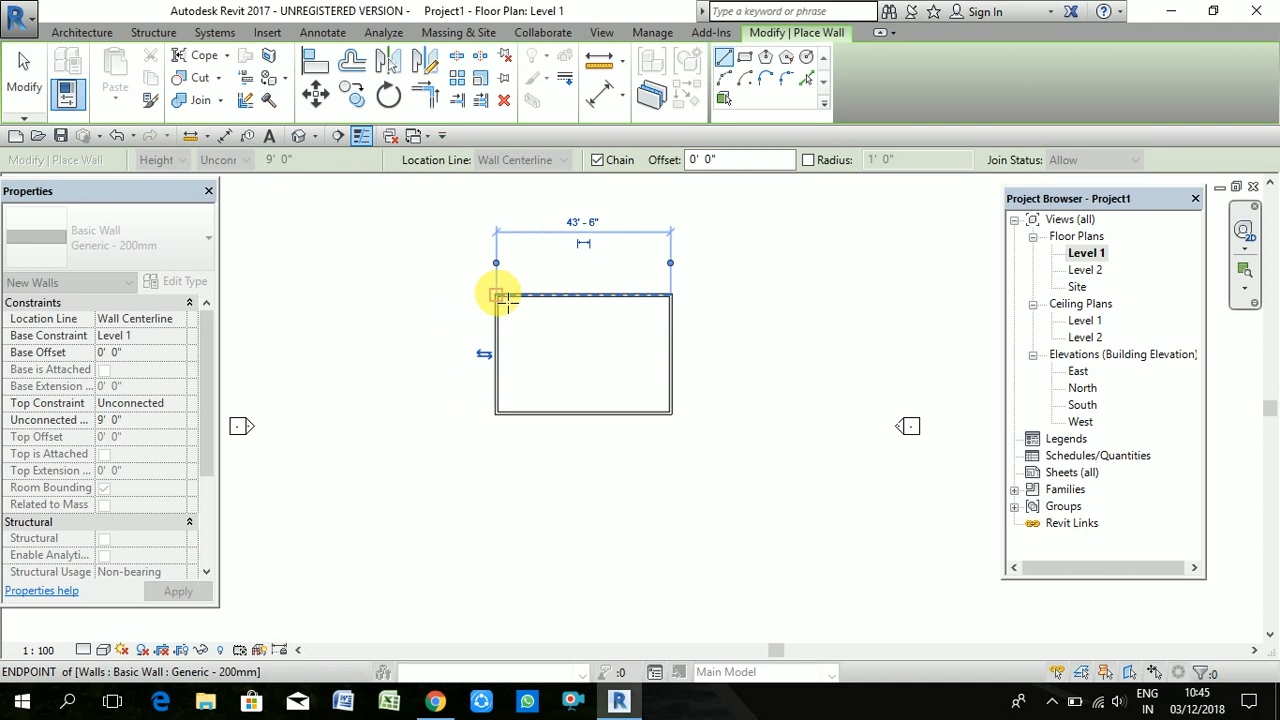 Autodesk Revit 2017 - UNREGISTERED VERSION - Project1 - Floor Plan: Level 1
Type a keyword or phrase
Sign In
Architecture Structure Systems Insert Annotate Analyze Massing & Site Collaborate View Manage Add-Ins Modify | Place Wall
Modify
Paste
Cope
Cut
Join
Modify | Place Wall
Height
Unconr
9' 0"
Location Line: Wall Centerline
Chain
Offset: 0' 0"
Radius: 1' 0"
Join Status: Allow
Properties
Basic Wall
Generic - 200mm
New Walls
Edit Type
Constraints
Location Line Wall Centerline
Base Constraint Level 1
Base Offset 0' 0"
Base is Attached
Base Extension ... 0' 0"
Top Constraint Unconnected
Unconnected ... 9' 0"
Top Offset 0' 0"
Top is Attached
Top Extension ... 0' 0"
Room Bounding
Related to Mass
Structural
Structural
Enable Analyti...
Structural Usage Non-bearing
Properties help
Apply
43' - 6"
Project Browser - Project1
Views (all)
Floor Plans
Level 1
Level 2
Site
Ceiling Plans
Level 1
Level 2
Elevations (Building Elevation)
East
North
South
West
Legends
Schedules/Quantities
Sheets (all)
Families
Groups
Revit Links
1 : 100
ENDPOINT of [Walls : Basic Wall : Generic - 200mm]
:0
Main Model
:0
ENG
IN
10:45
03/12/2018